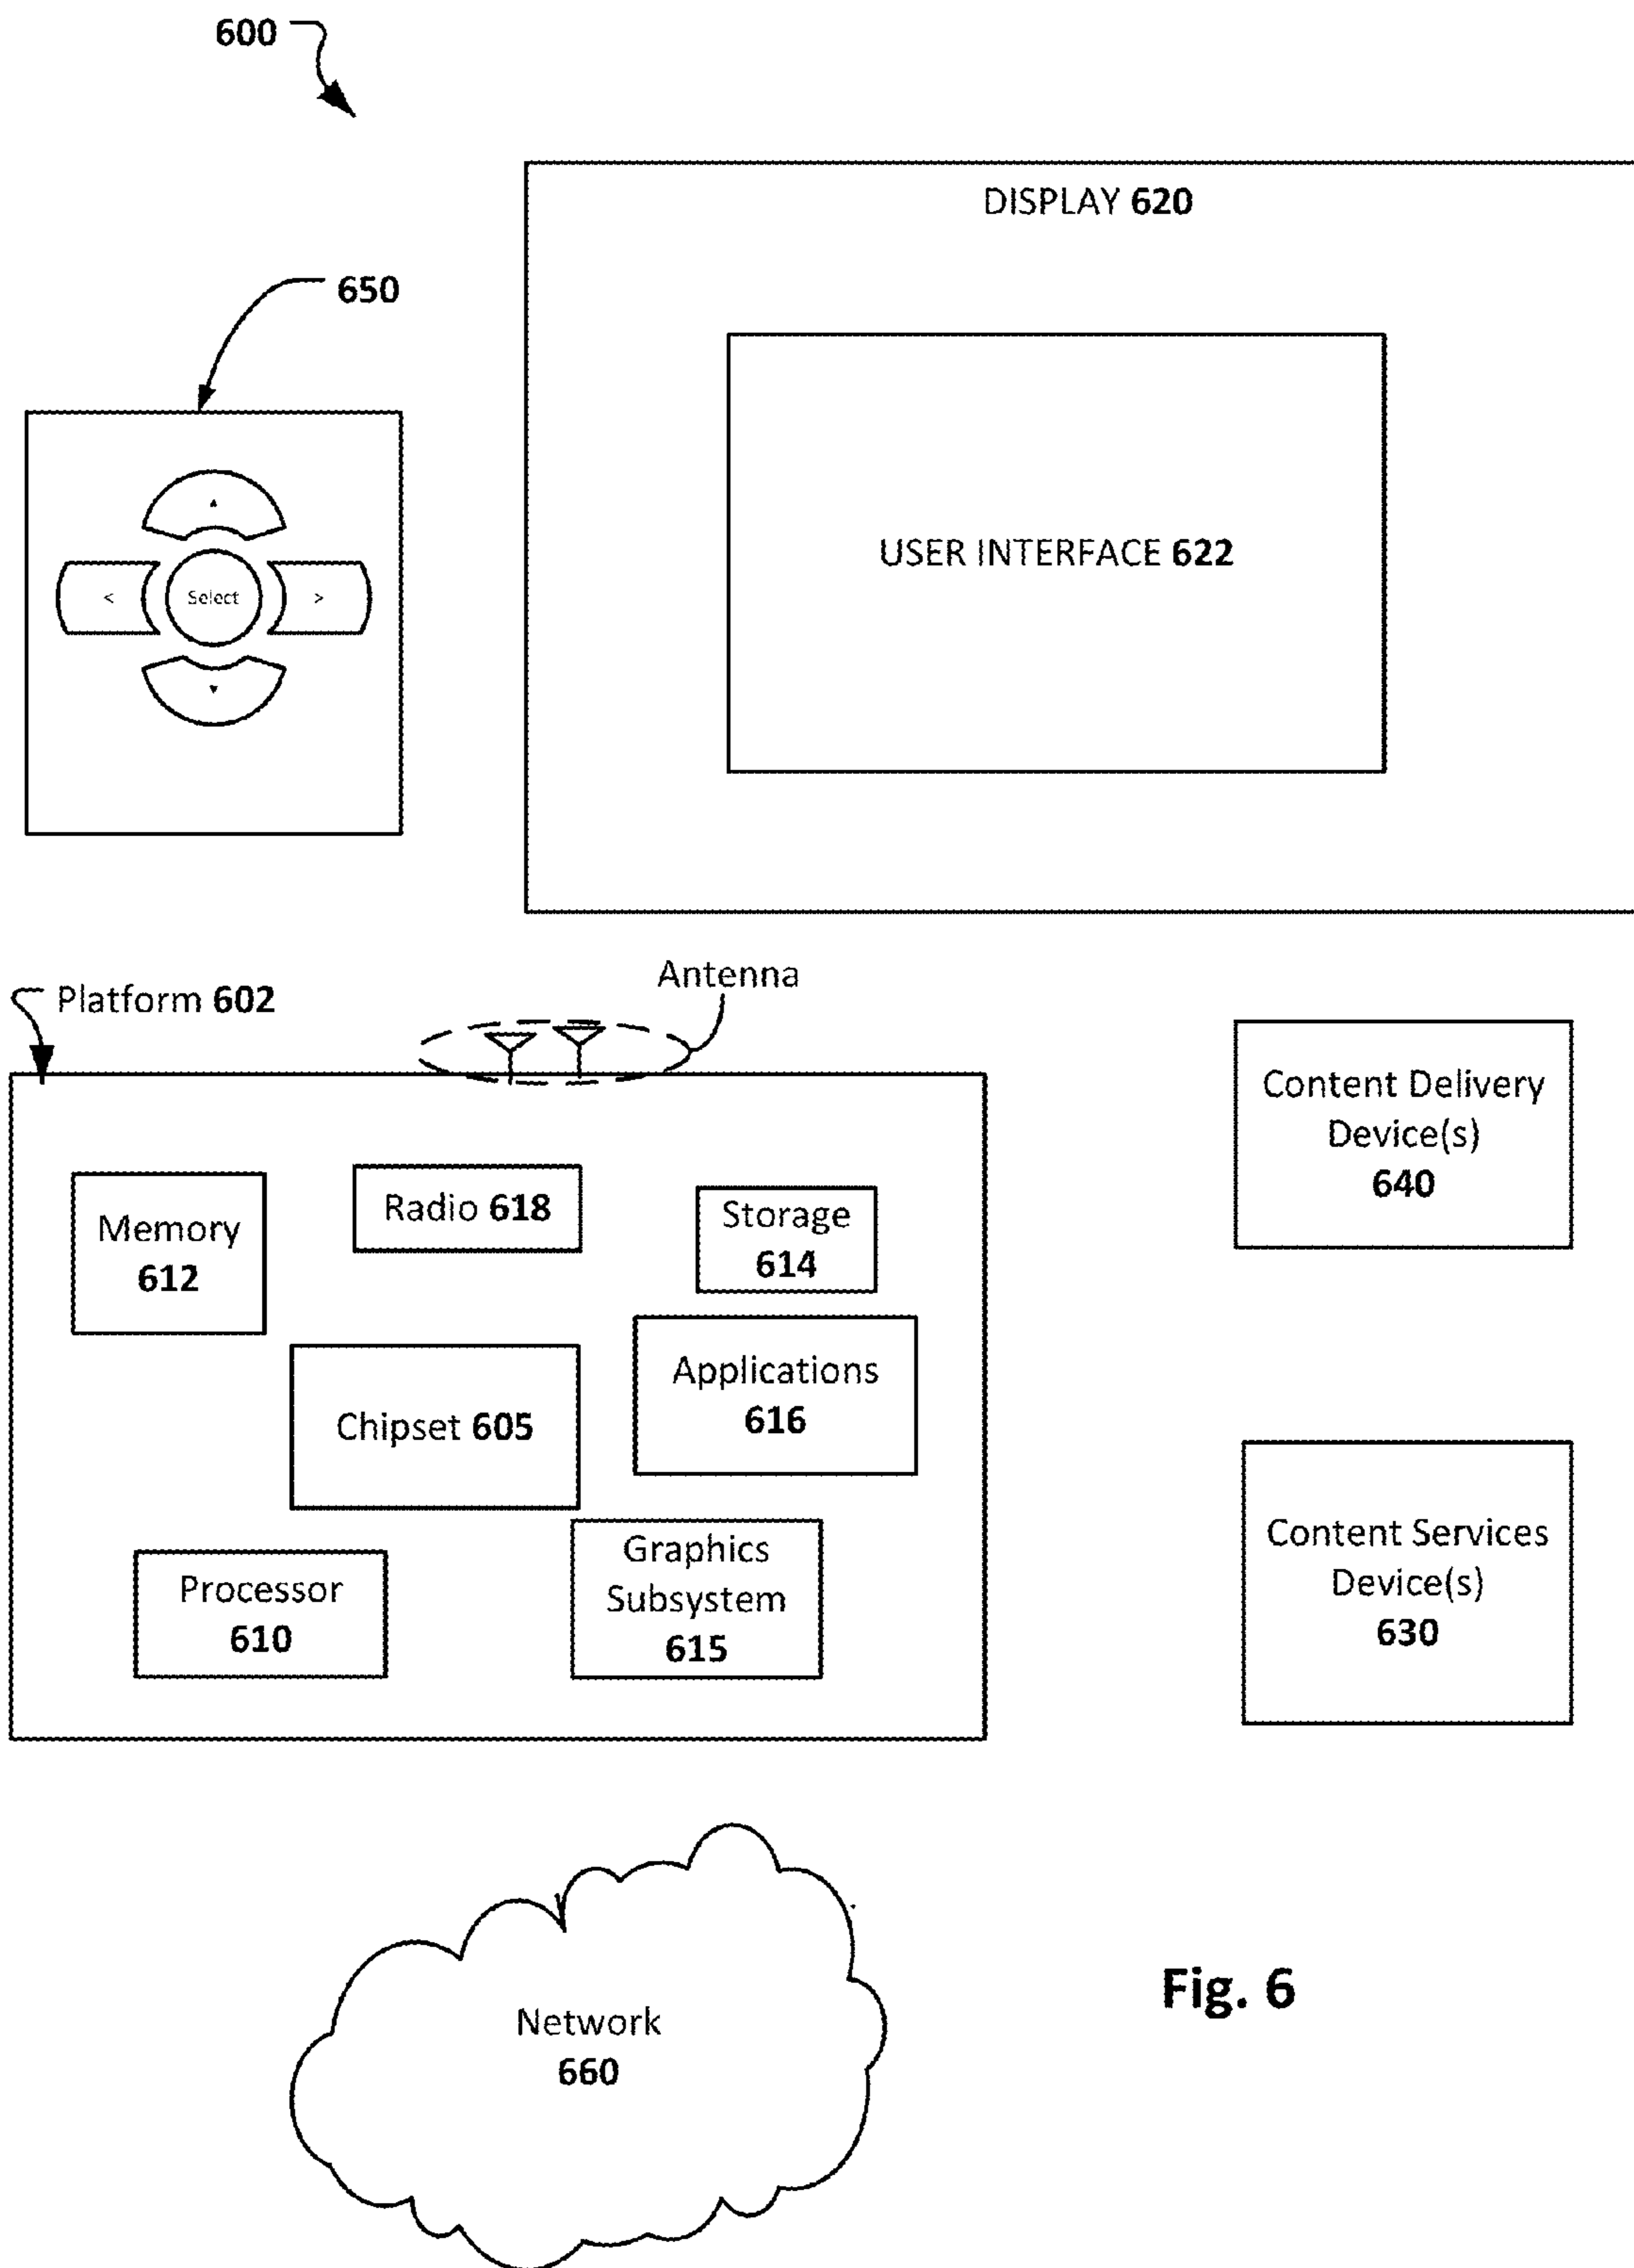 600
DISPLAY 620
650
USER INTERFACE 622
▲
< Select >
▼
Antenna
Platform 602
Content Delivery
Device(s)
640
Memory
612
Radio 618
Storage
614
Chipset 605
Applications
616
Processor
610
Graphics
Subsystem
615
Content Services
Device(s)
630
Network
660
Fig. 6